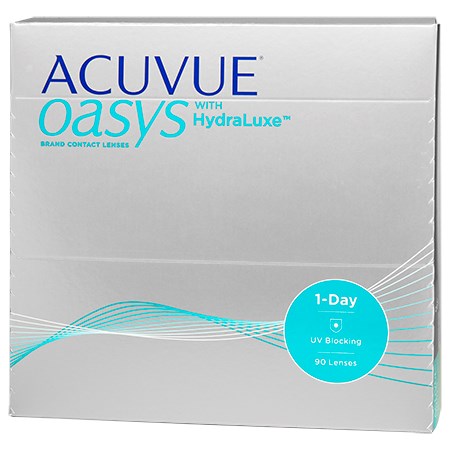 ACUVUE®
oasys WITH HydraLuxe™
BRAND CONTACT LENSES
1-Day
UV Blocking
90 Lenses